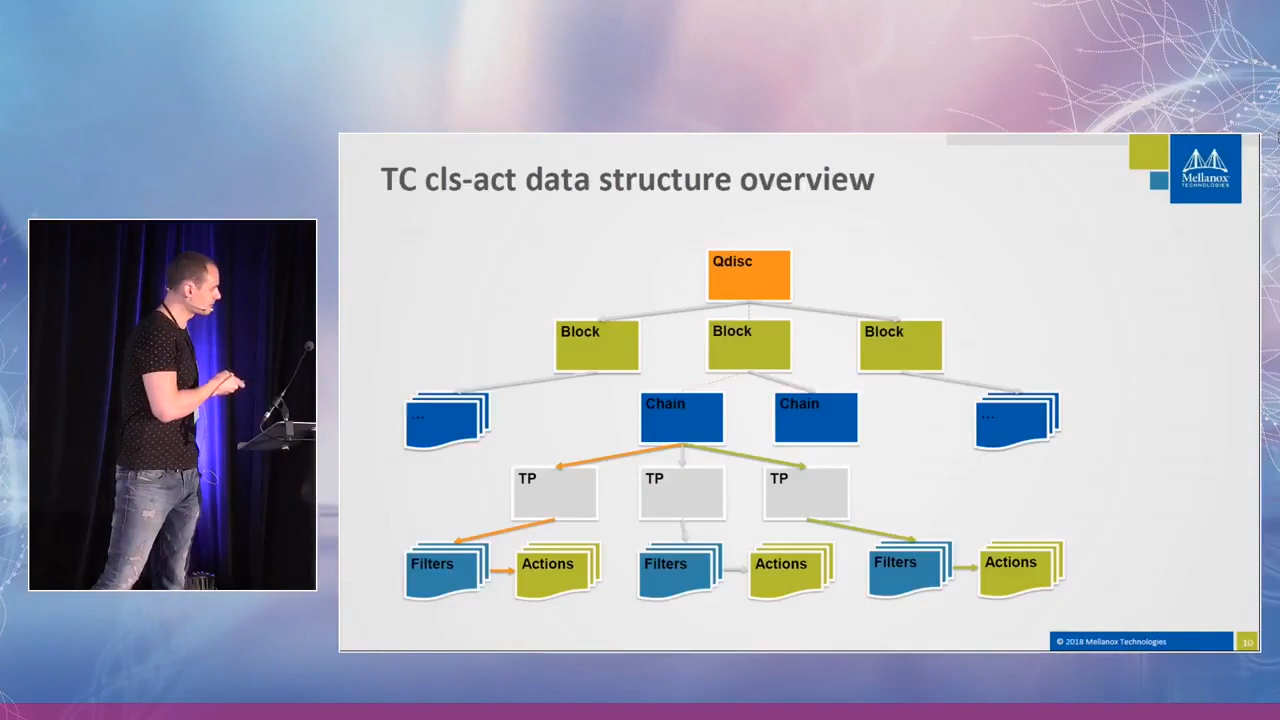 TC cls-act data structure overview
Mellanox
TECHNOLOGIES
Qdisc
Block
Block
Block
...
Chain
Chain
...
TP
TP
TP
Filters
Actions
Filters
Actions
Filters
Actions
© 2018 Mellanox Technologies
10